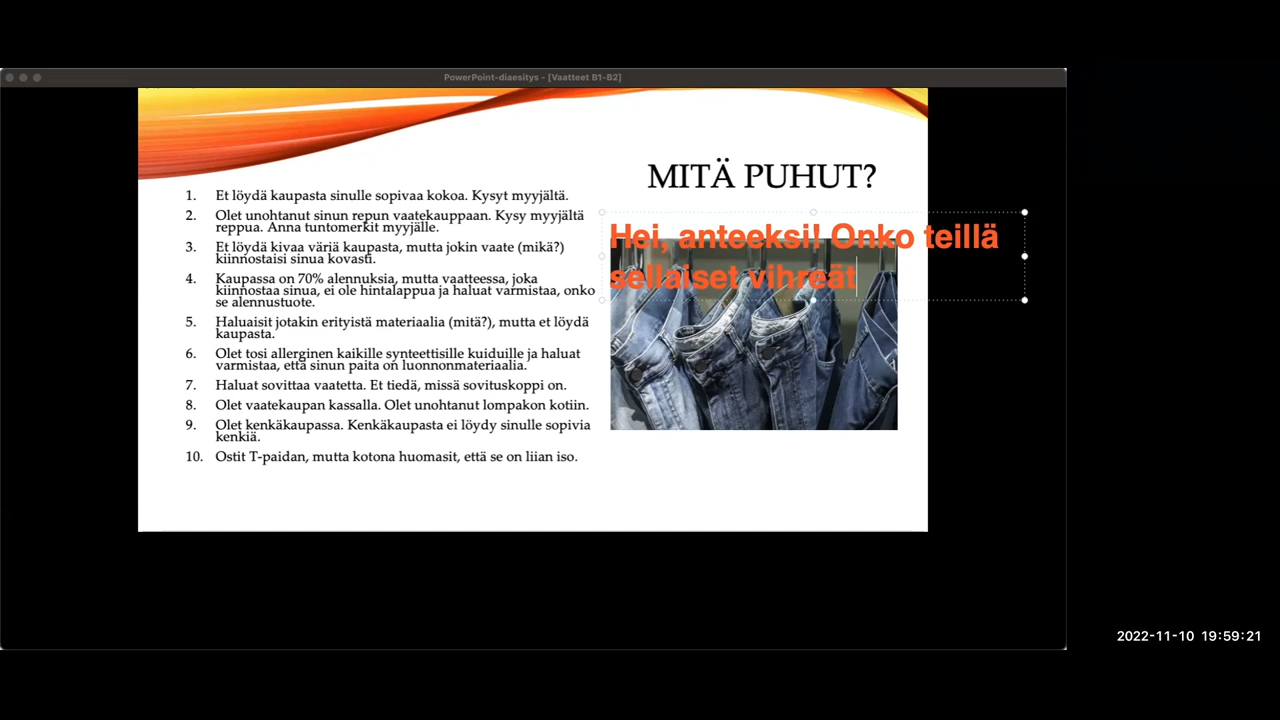 PowerPoint-diaesitys - [Vaatteet B1-B2]
MITÄ PUHUT?
1. Et löydä kaupasta sinulle sopivaa kokoa. Kysyt myyjältä.
2. Olet unohtanut sinun repun vaatekauppaan. Kysy myyjältä
reppua. Anna tuntomerkit myyjälle.
3. Et löydä kivaa väriä kaupasta, mutta jokin vaate (mikä?)
kiinnostaisi sinua kovasti.
4. Kaupassa on 70% alennuksia, mutta vaatteessa, joka
kiinnostaa sinua, ei ole hintalappua ja haluat varmistaa, onko
se alennustuote.
5. Haluaisit jotakin erityistä materiaalia (mitä?), mutta et löydä
kaupasta.
6. Olet tosi allerginen kaikille synteettisille kuiduille ja haluat
varmistaa, että sinun paita on luonnonmateriaalia.
7. Haluat sovittaa vaatetta. Et tiedä, missä sovituskoppi on.
8. Olet vaatekaupan kassalla. Olet unohtanut lompakon kotiin.
9. Olet kenkäkaupassa. Kenkäkaupasta ei löydy sinulle sopivia
kenkiä.
10. Ostit T-paidan, mutta kotona huomasit, että se on liian iso.
Hei, anteeksi! Onko teillä
sellaiset vihreät
2022-11-10 19:59:21